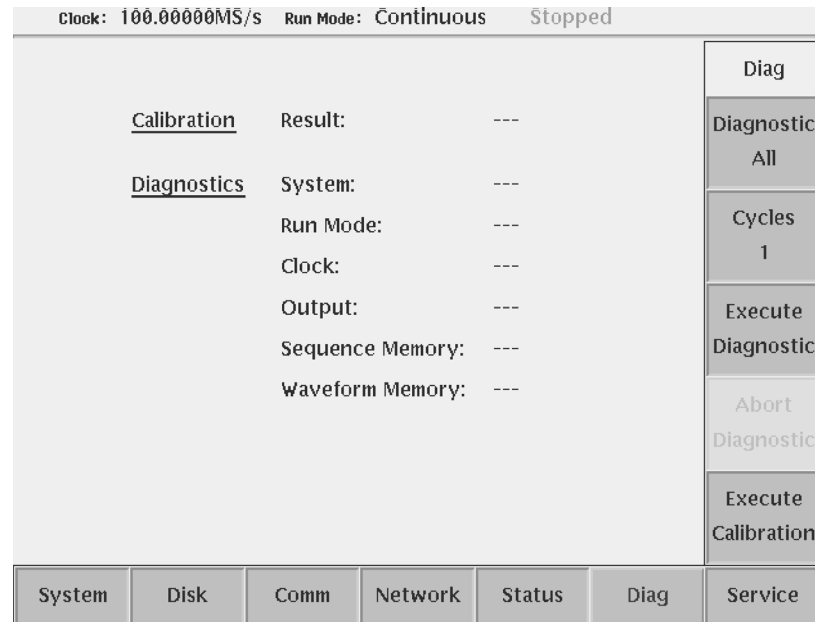 Clock: 100.00000MS/s Run Mode: Continuous Stopped
Calibration Result: ---
Diagnostics System: ---
Run Mode: ---
Clock: ---
Output: ---
Sequence Memory: ---
Waveform Memory: ---
Diag
Diagnostic
All
Cycles
1
Execute
Diagnostic
Abort
Diagnostic
Execute
Calibration
System Disk Comm Network Status Diag Service